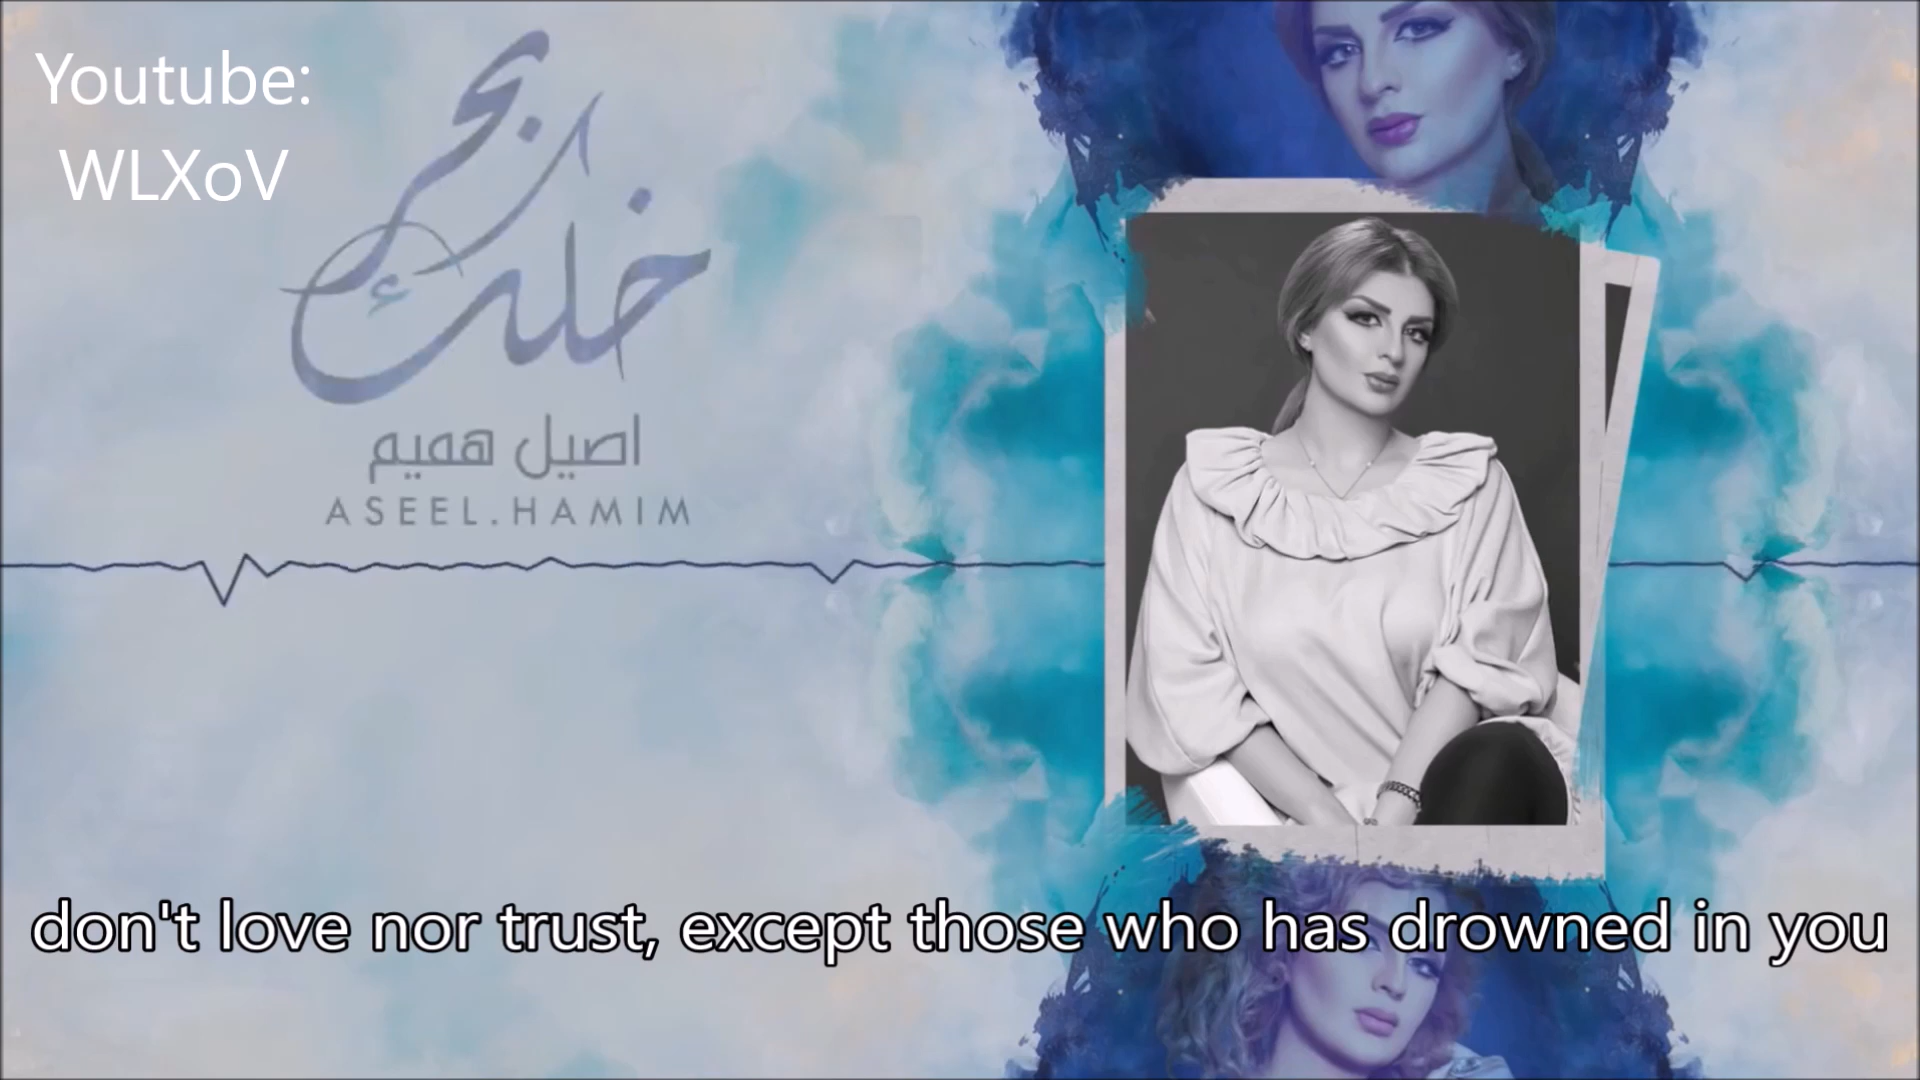 Youtube:
WLXoV
خلك بحر
اصيل هميم
ASEEL.HAMIM
don't love nor trust, except those who has drowned in you